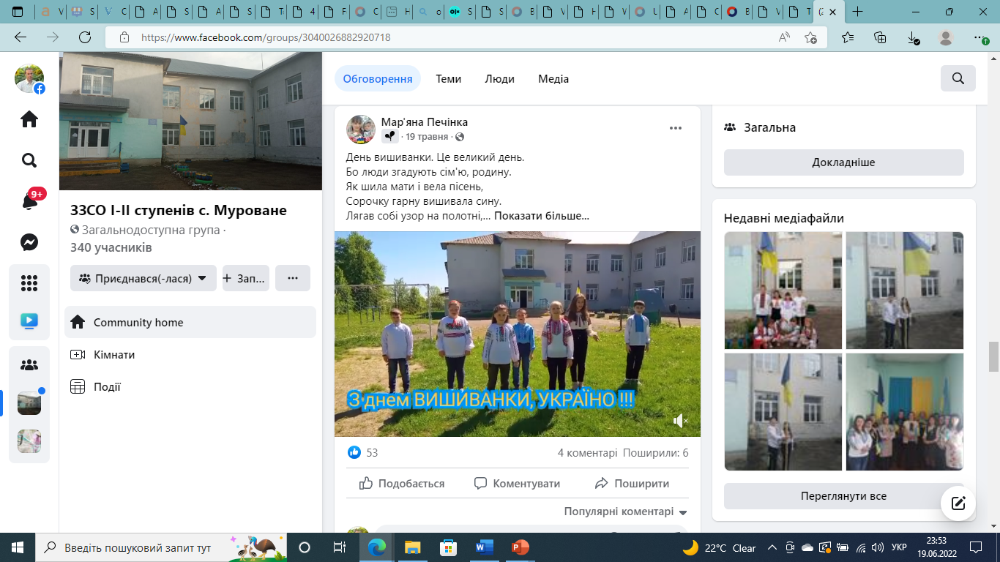 https://www.facebook.com/groups/3040026882920718
9+
ЗЗСО І-ІІ ступенів с. Муроване
Загальнодоступна група ·
340 учасників
Приєднався(-лася)
+ Зап...
Community home
Кімнати
Події
Обговорення
Теми
Люди
Медіа
Мар'яна Печінка
· 19 травня ·
День вишиванки. Це великий день.
Бо люди згадують сім'ю, родину.
Як шила мати і вела пісень,
Сорочку гарну вишивала сину.
Лягав собі узор на полотні,... Показати більше...
З днем ВИШИВАНКИ, УКРАЇНО !!!
53
4 коментарі Поширили: 6
Подобається
Коментувати
Поширити
Популярні коментарі
Загальна
Докладніше
Недавні медіафайли
Переглянути все
Введіть пошуковий запит тут
22°C Clear
УКР
23:53
19.06.2022